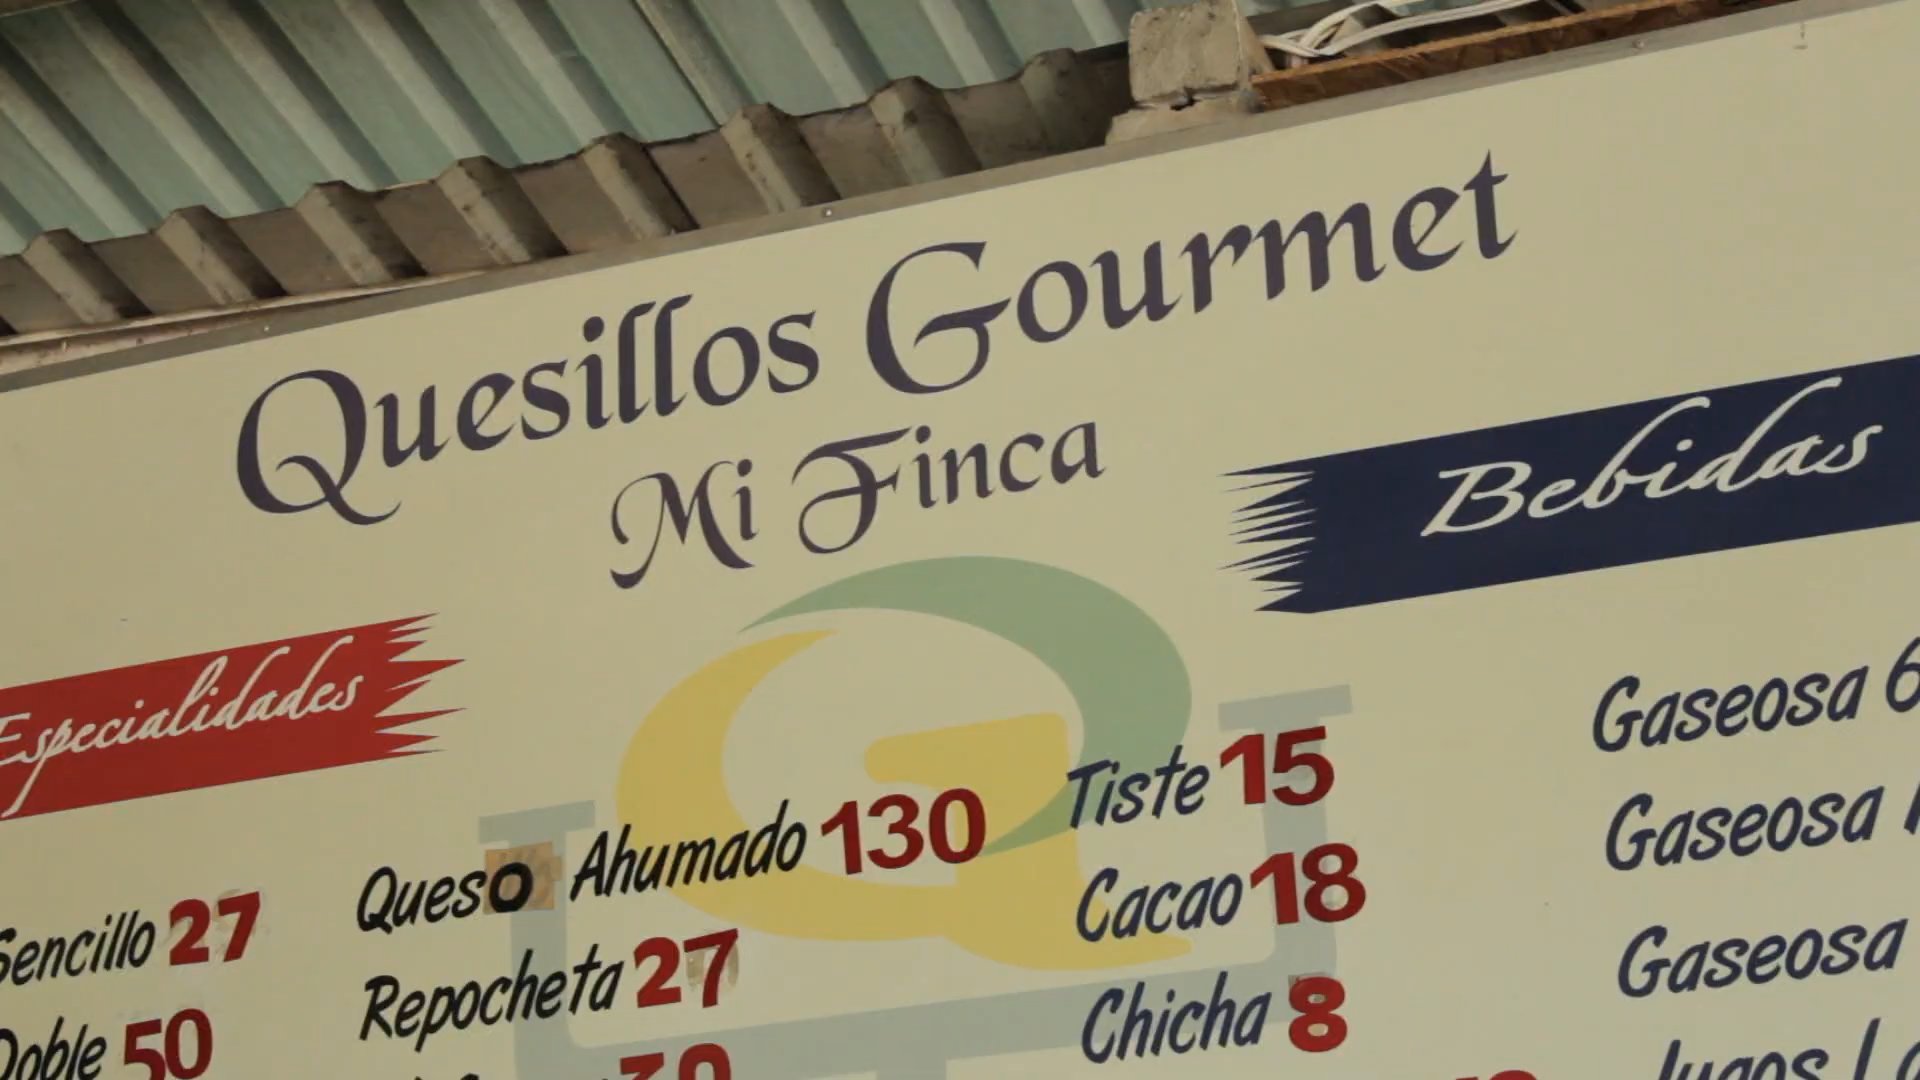 Quesillos Gourmet
Mi Finca
Especialidades
Sencillo 27
Doble 50
Queso Ahumado 130
Repocheta 27
Bebidas
Tiste 15
Cacao 18
Chicha 8
Gaseosa 6
Gaseosa
Gaseosa
Jugos